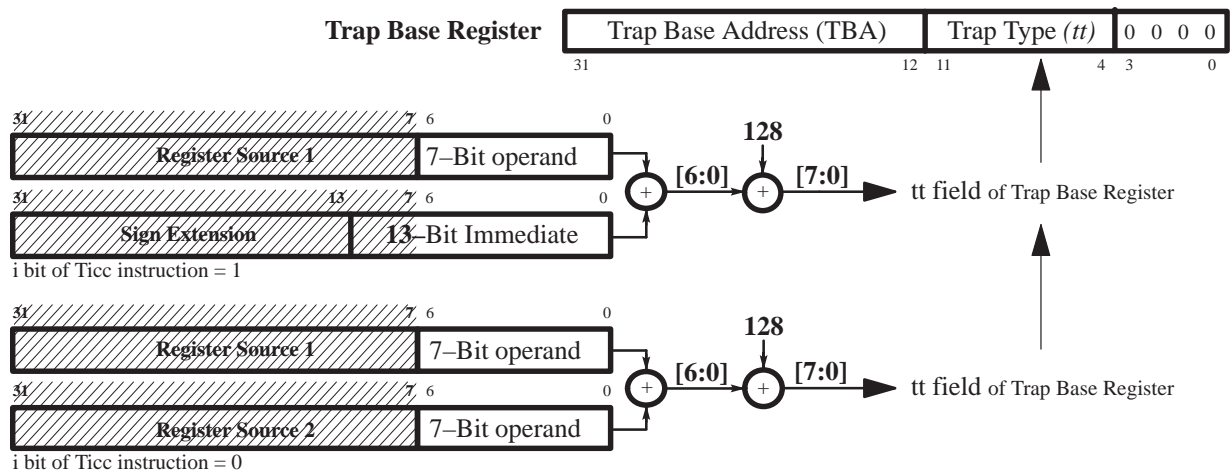 Trap Base Register Trap Base Address (TBA) Trap Type (tt) 0 0 0 0
31 12 11 4 3 0
31 7 6 0
Register Source 1 7–Bit operand
128
+ [6:0] + [7:0] tt field of Trap Base Register
31 13 7 6 0
Sign Extension 13–Bit Immediate
i bit of Ticc instruction = 1
31 7 6 0
Register Source 1 7–Bit operand
128
+ [6:0] + [7:0] tt field of Trap Base Register
31 7 6 0
Register Source 2 7–Bit operand
i bit of Ticc instruction = 0